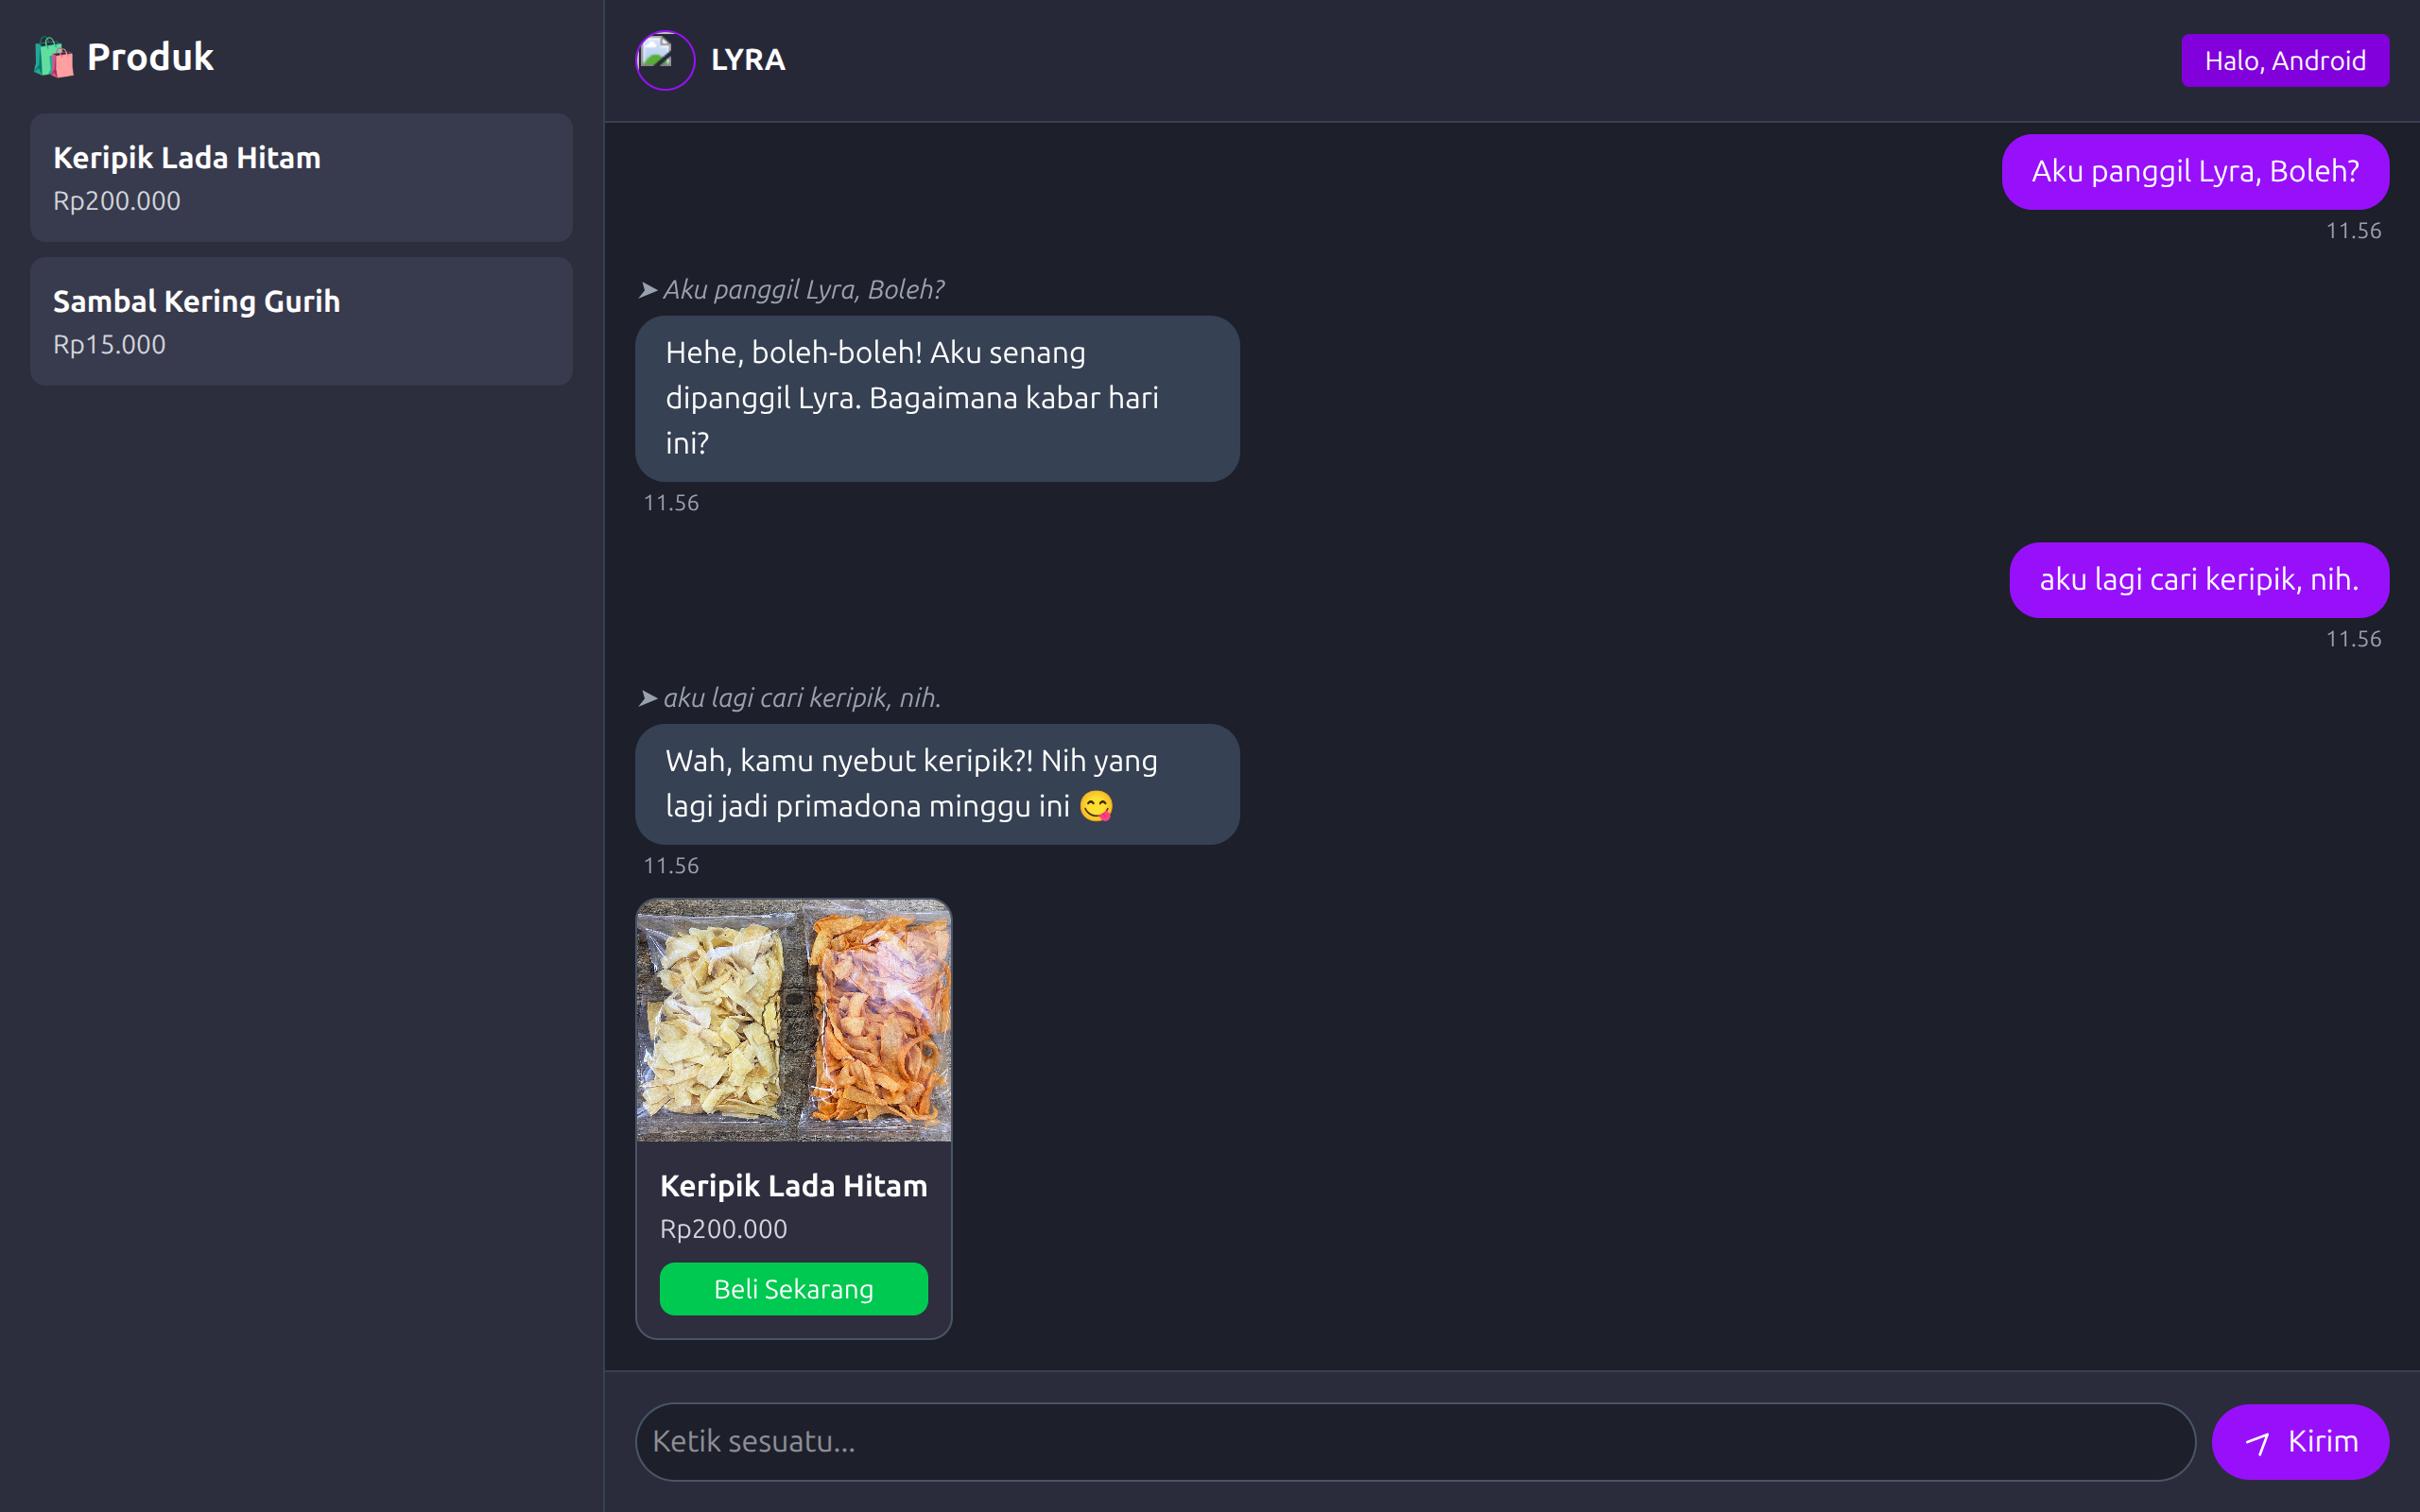 🛍️ Produk
Keripik Lada Hitam
Rp200.000
Sambal Kering Gurih
Rp15.000
LYRA
Halo, Android
Aku panggil Lyra, Boleh?
11.56
➤ Aku panggil Lyra, Boleh?
Hehe, boleh-boleh! Aku senang
dipanggil Lyra. Bagaimana kabar hari
ini?
11.56
aku lagi cari keripik, nih.
11.56
➤ aku lagi cari keripik, nih.
Wah, kamu nyebut keripik?! Nih yang
lagi jadi primadona minggu ini 😋
11.56
Keripik Lada Hitam
Rp200.000
Beli Sekarang
Ketik sesuatu...
Kirim